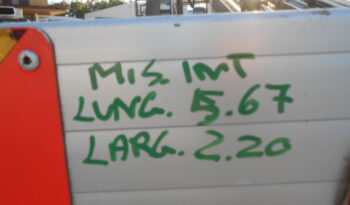 MIS. INT
LUNG. 5.67
LARG. 2.20